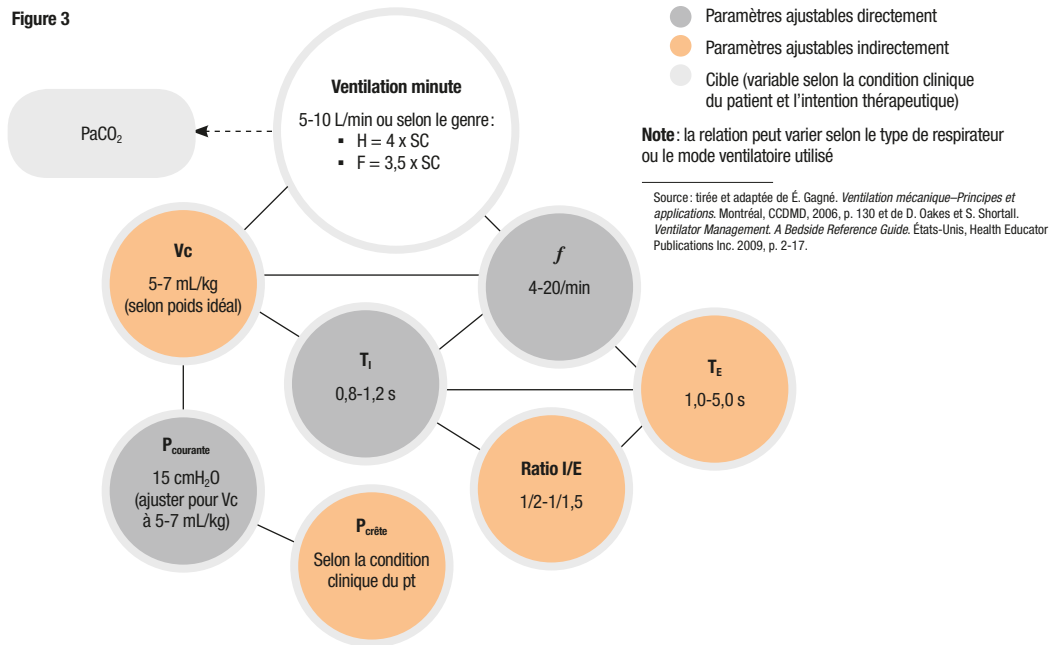 Figure 3
Paramètres ajustables directement
Paramètres ajustables indirectement
Cible (variable selon la condition clinique
du patient et l'intention thérapeutique)
Note : la relation peut varier selon le type de respirateur
ou le mode ventilatoire utilisé
Source : tirée et adaptée de É. Gagné. Ventilation mécanique–Principes et
applications. Montréal, CCDMD, 2006, p. 130 et de D. Oakes et S. Shortall.
Ventilator Management. A Bedside Reference Guide. États-Unis, Health Educator
Publications Inc. 2009, p. 2-17.
Ventilation minute
5-10 L/min ou selon le genre :
▪ H = 4 x SC
▪ F = 3,5 x SC
PaCO₂
Vc
5-7 mL/kg
(selon poids idéal)
f
4-20/min
T_I
0,8-1,2 s
T_E
1,0-5,0 s
P_courante
15 cmH₂O
(ajuster pour Vc
à 5-7 mL/kg)
Ratio I/E
1/2-1/1,5
P_crête
Selon la condition
clinique du pt